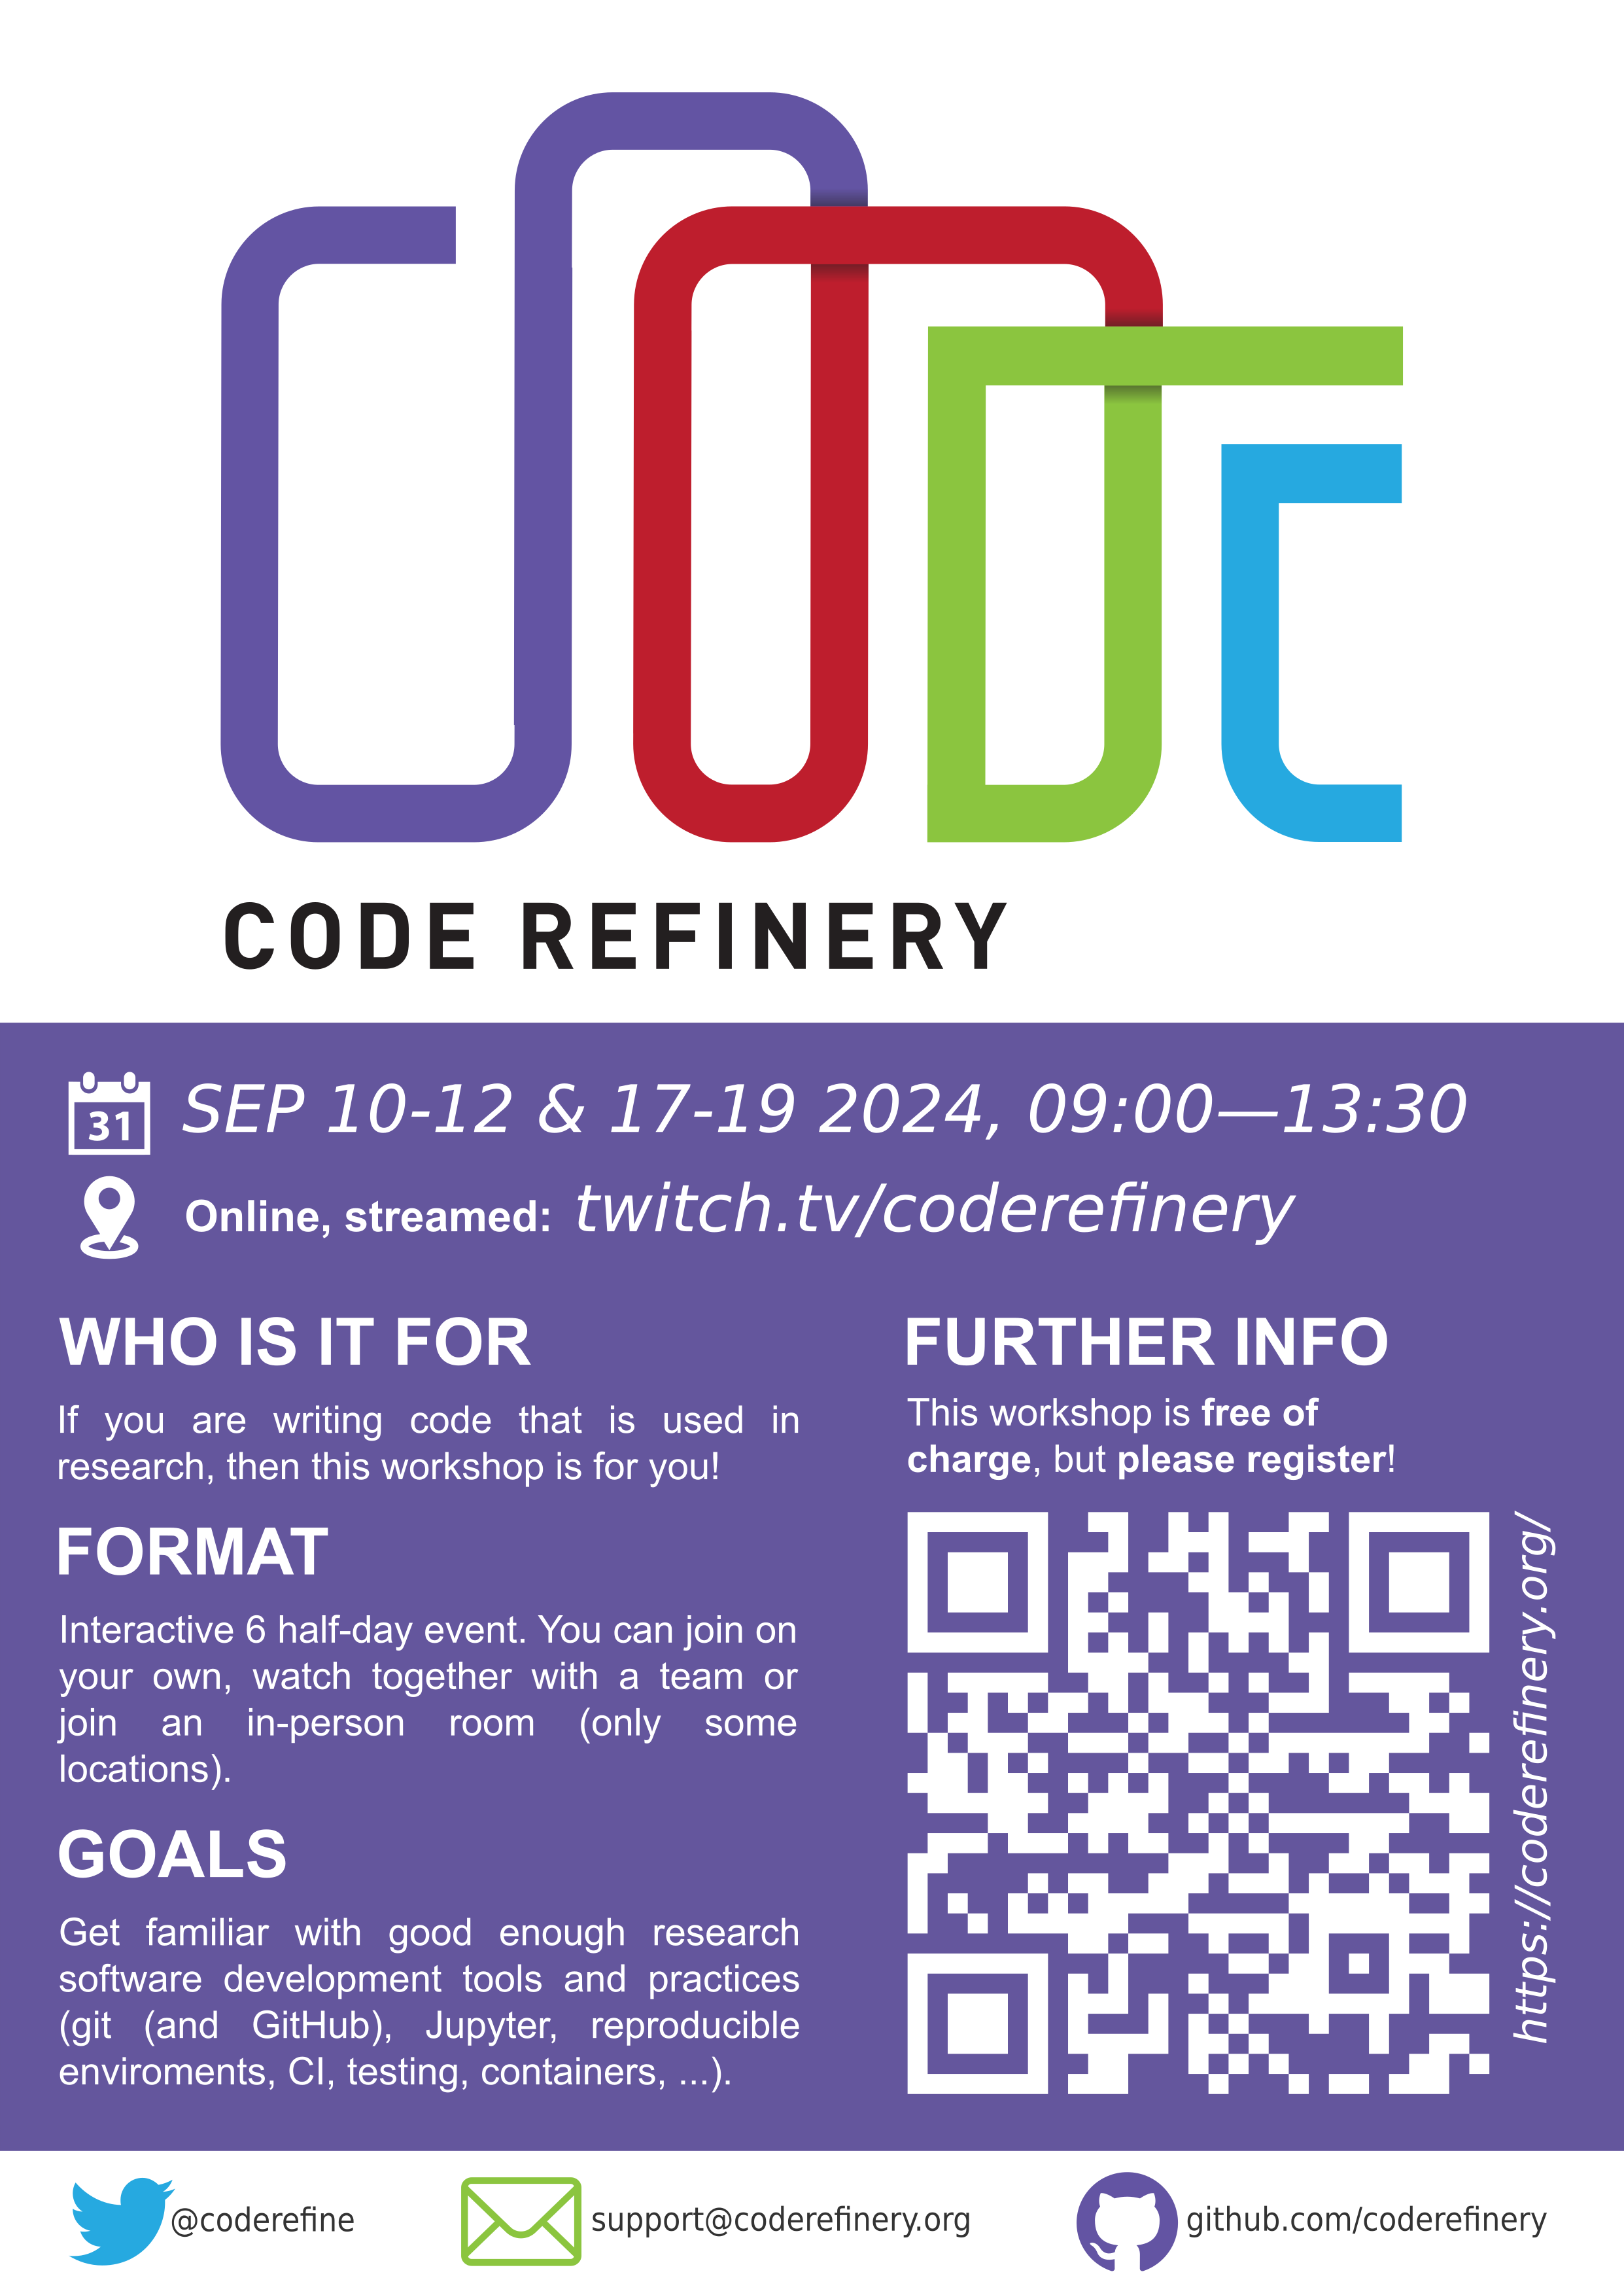 CODE
CODE REFINERY
31
SEP 10-12 & 17-19 2024, 09:00—13:30
Online, streamed: twitch.tv/coderefinery
WHO IS IT FOR
If you are writing code that is used in
research, then this workshop is for you!
FORMAT
Interactive 6 half-day event. You can join on
your own, watch together with a team or
join an in-person room (only some
locations).
GOALS
Get familiar with good enough research
software development tools and practices
(git (and GitHub), Jupyter, reproducible
enviroments, CI, testing, containers, ...).
FURTHER INFO
This workshop is free of
charge, but please register!
https://coderefinery.org/
@coderefine
support@coderefinery.org
github.com/coderefinery